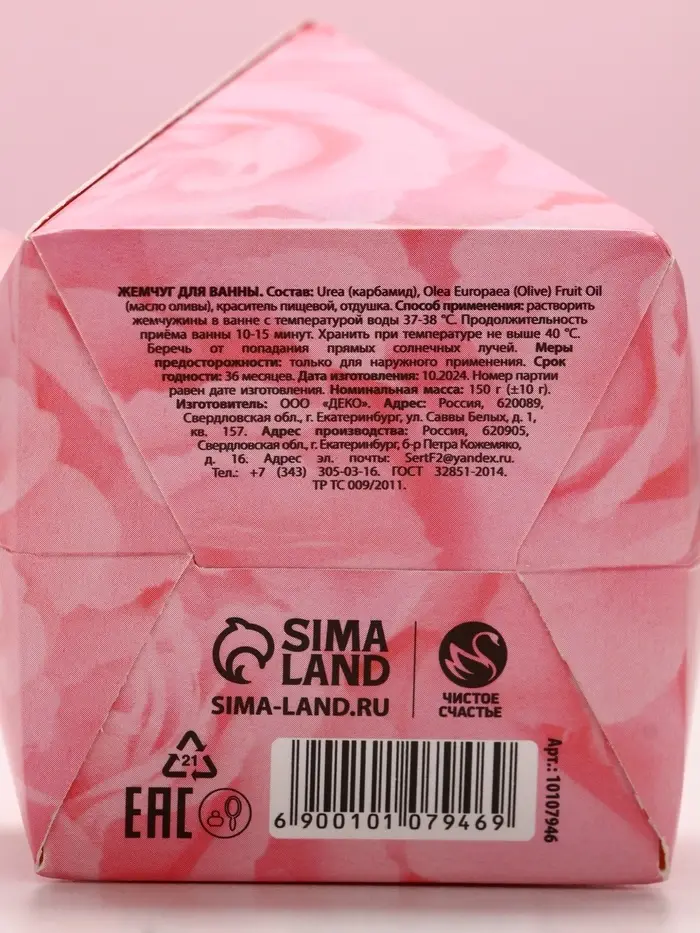 ЖЕМЧУГ ДЛЯ ВАННЫ. Состав: Urea (карбамид), Olea Europaea (Olive) Fruit Oil
(масло оливы), краситель пищевой, отдушка. Способ применения: растворить
жемчужины в ванне с температурой воды 37-38 °C. Продолжительность
приёма ванны 10-15 минут. Хранить при температуре не выше 40 °C.
Беречь от попадания прямых солнечных лучей. Меры
предосторожности: только для наружного применения. Срок
годности: 36 месяцев. Дата изготовления: 10.2024. Номер партии
равен дате изготовления. Номинальная масса: 150 г (±10 г).
Изготовитель: ООО «ДЕКО». Адрес: Россия, 620089,
Свердловская обл., г. Екатеринбург, ул. Саввы Белых, д. 1,
кв. 157. Адрес производства: Россия, 620905,
Свердловская обл., г. Екатеринбург, б-р Петра Кожемяко,
д. 16. Адрес эл. почты: SertF2@yandex.ru.
Тел.: +7 (343) 305-03-16. ГОСТ 32851-2014.
ТР ТС 009/2011.
SIMA
LAND
SIMA-LAND.RU
ЧИСТОЕ
СЧАСТЬЕ
21
EAC
6 900101 079469
Арт.: 10107946